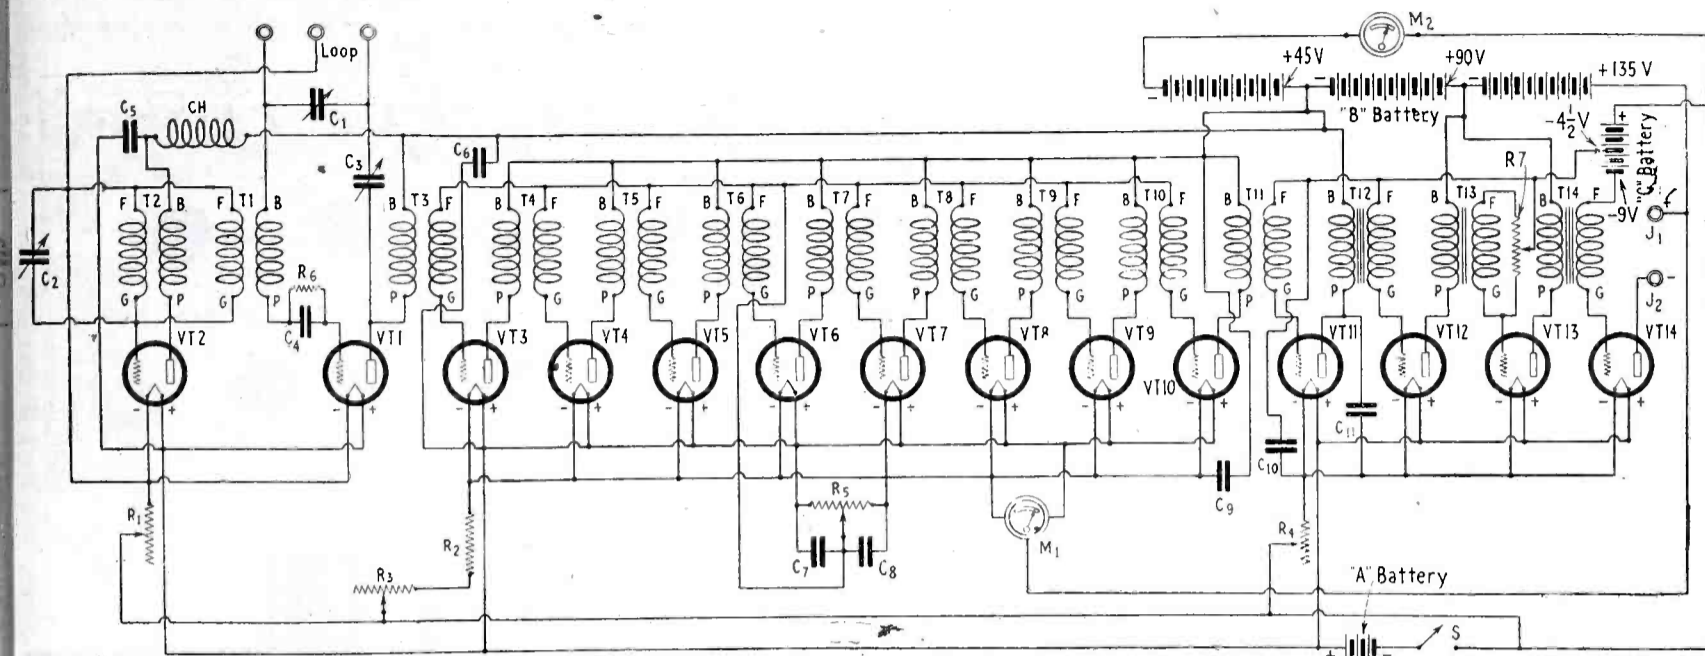 M2
Loop
+45V
+90V
+135 V
- - -
"B" Battery
-4½V
+
"C" Battery
-9V
C5
CH
C1
C3
C6
R7
+
J1
-
J2
F T2 B F T1 B
B T3 F B T4 F B T5 F B T6 F B T7 F B T8 F B T9 F B T10 F B T11 F B T12 F B T13 F B T14 F
C2
R6
C4
G P G P
P G P G P G P G P G P G P G P G P G P G P G P G
VT2 VT1 VT3 VT4 VT5 VT6 VT7 VT8 VT9 VT10 VT11 VT12 VT13 VT14
- + - + - + - + - + - + - + - + - + - + - + - + - + - +
C11
C10
C9
R1
R2
R3
R5
C7 C8
M1
R4
"A" Battery
+ - S